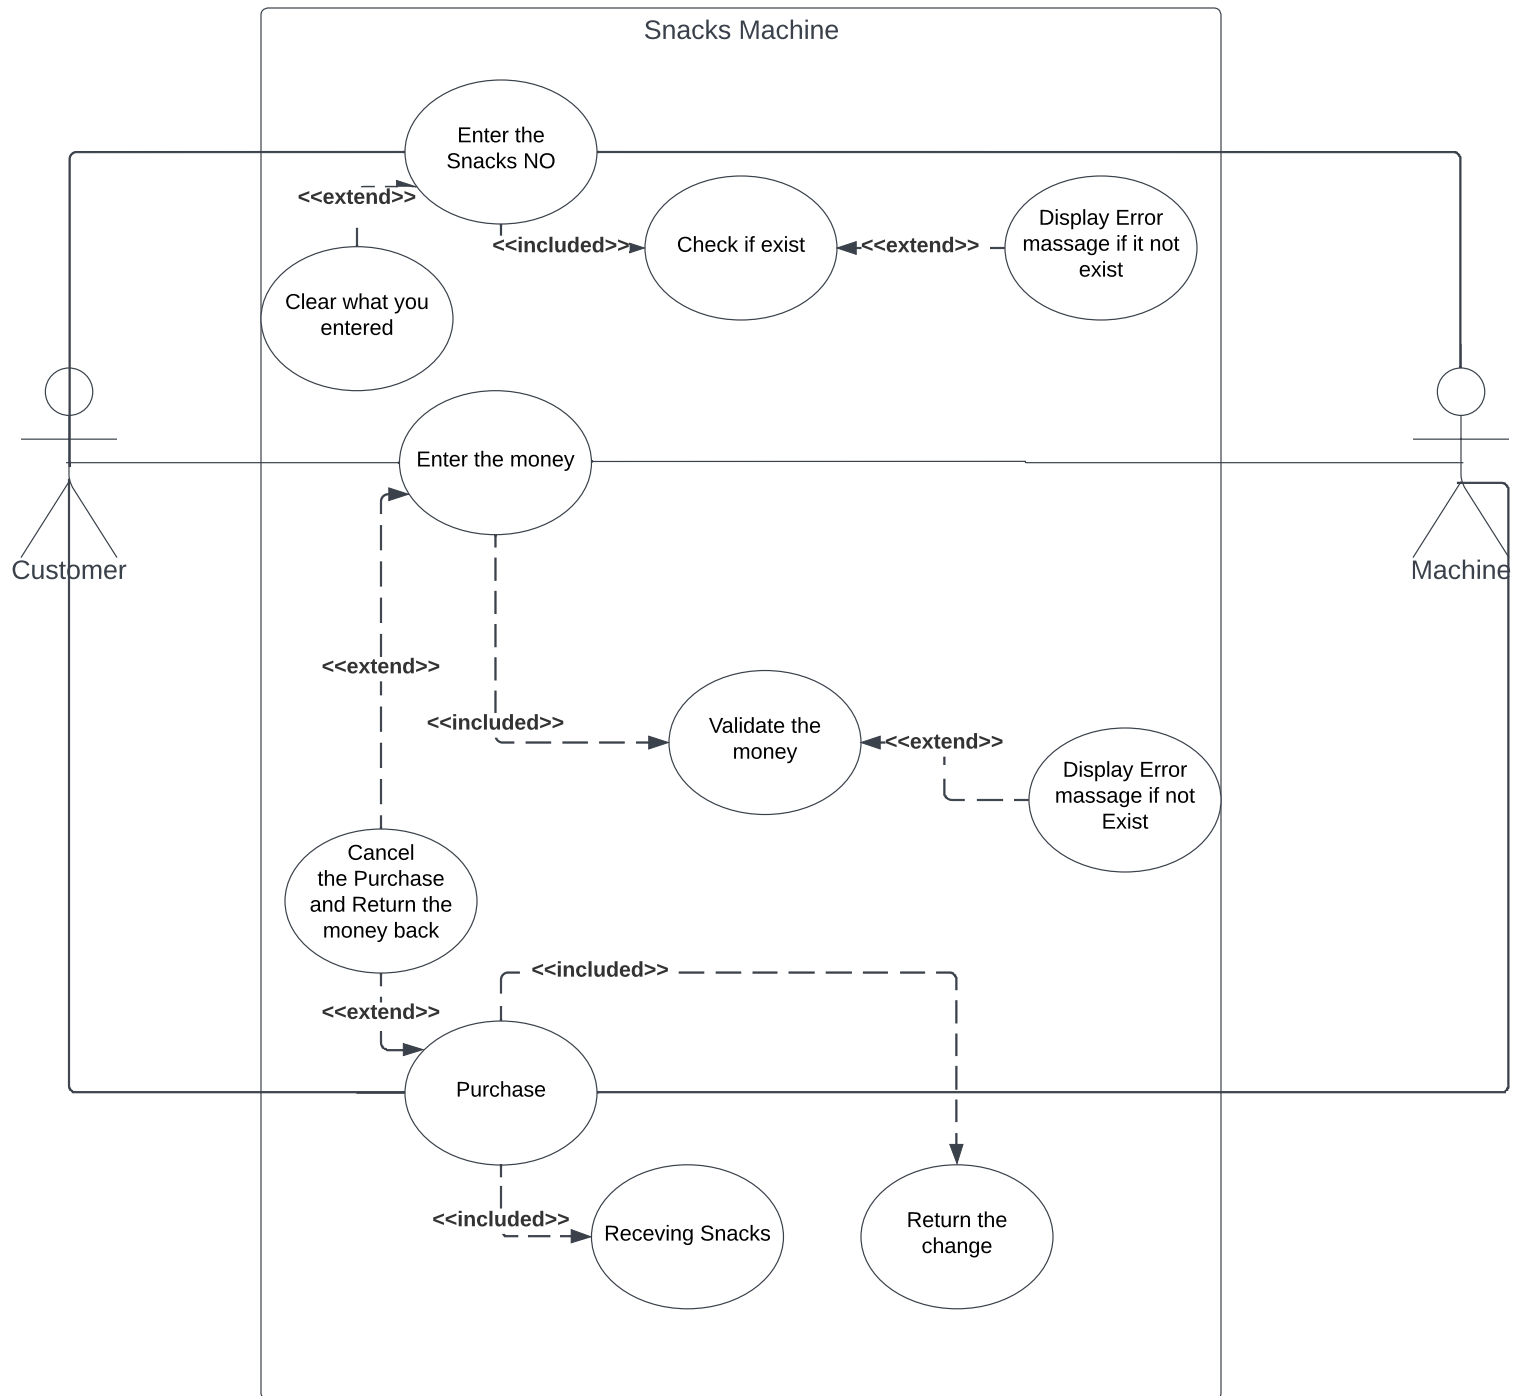 Snacks Machine
Enter the
Snacks NO
<<extend>>
<<included>>
Check if exist
<<extend>>
Display Error
massage if it not
exist
Clear what you
entered
Customer
Enter the money
Machine
<<extend>>
<<included>>
Validate the
money
<<extend>>
Display Error
massage if not
Exist
Cancel
the Purchase
and Return the
money back
<<included>>
<<extend>>
Purchase
<<included>>
Receving Snacks
Return the
change